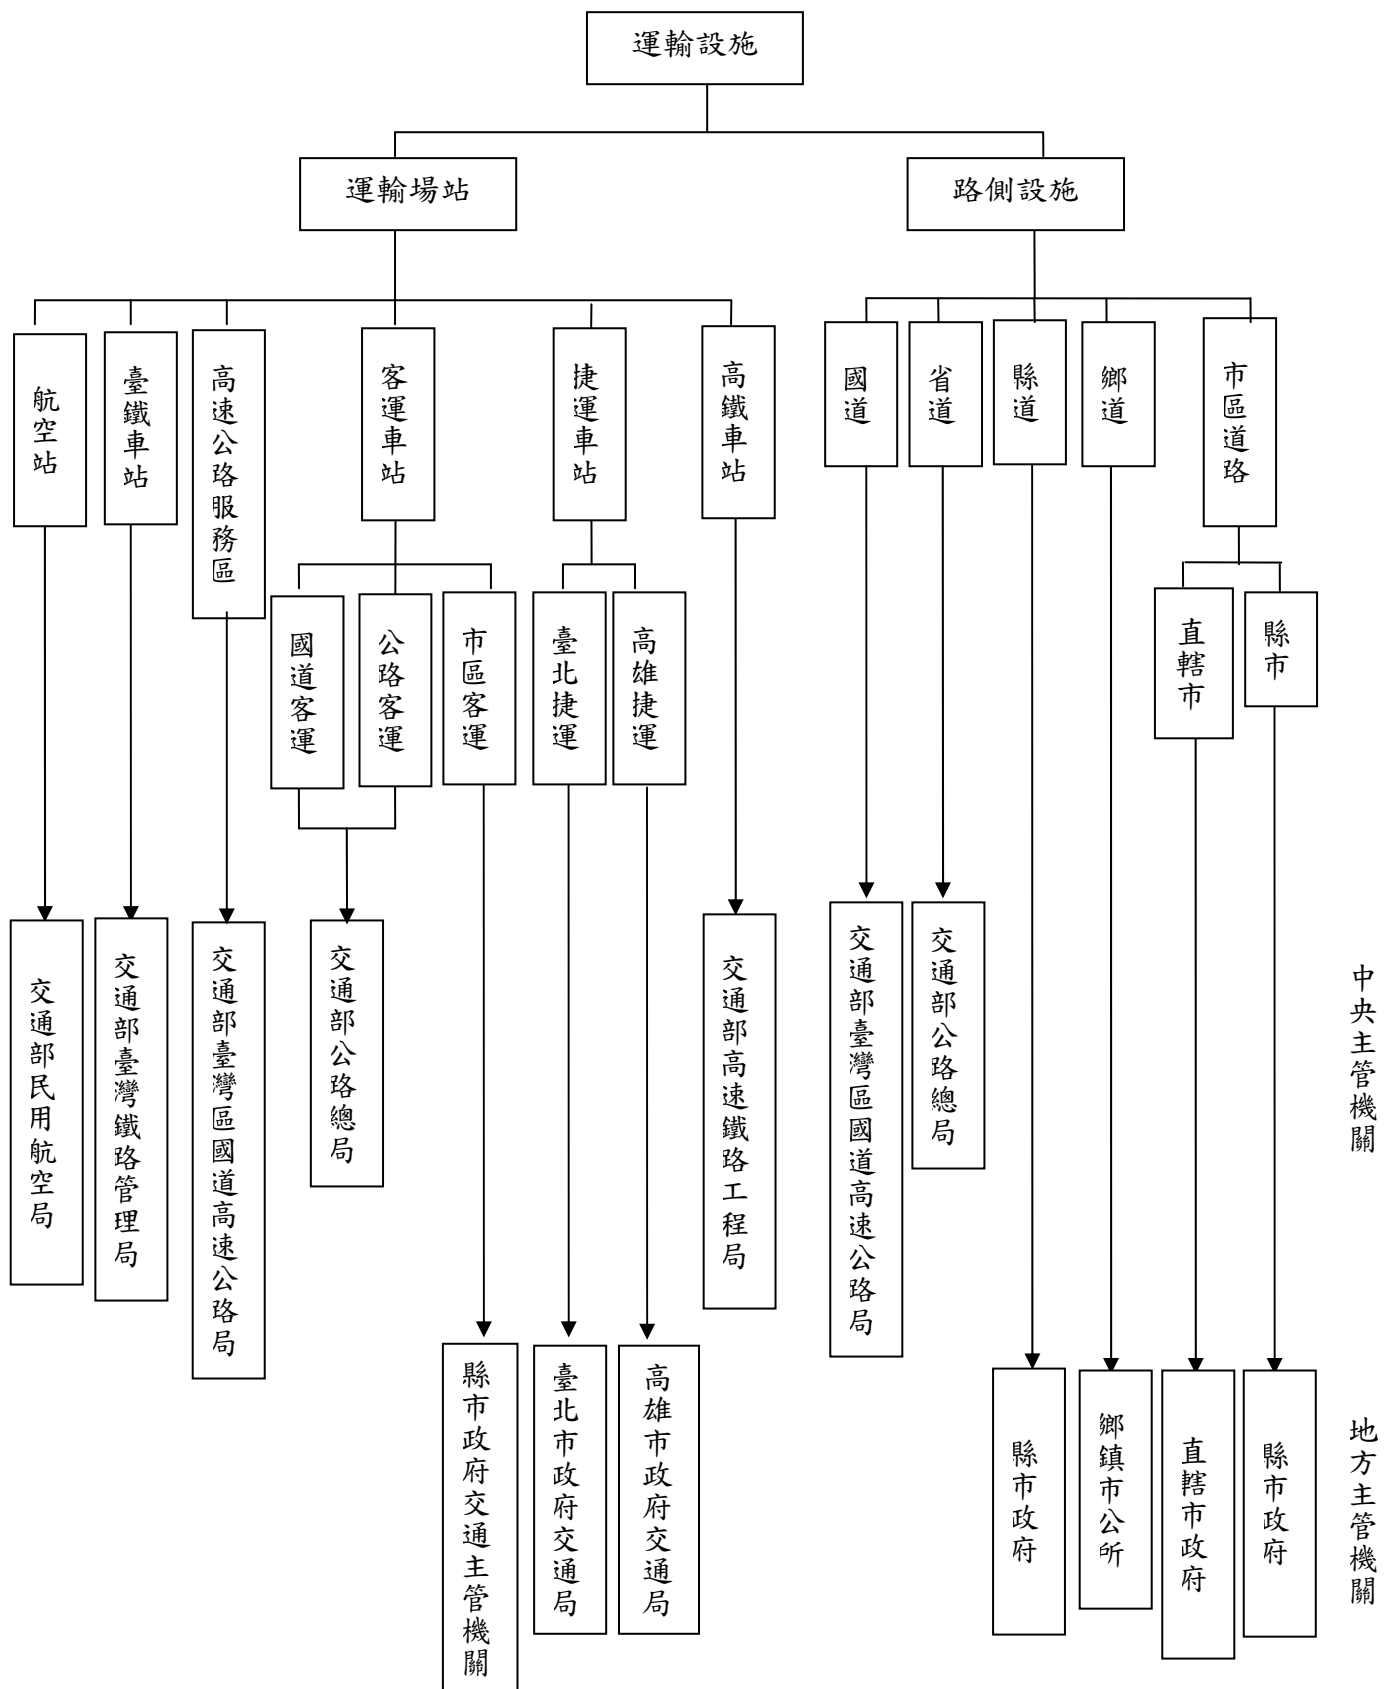 運輸設施
運輸場站
路側設施
航空站
臺鐵車站
高速公路服務區
客運車站
捷運車站
高鐵車站
國道
省道
縣道
鄉道
市區道路
國道客運
公路客運
市區客運
臺北捷運
高雄捷運
直轄市
縣市
交通部民用航空局
交通部臺灣鐵路管理局
交通部臺灣區國道高速公路局
交通部公路總局
交通部高速鐵路工程局
交通部臺灣區國道高速公路局
交通部公路總局
中央主管機關
縣市政府交通主管機關
臺北市政府交通局
高雄市政府交通局
縣市政府
鄉鎮市公所
直轄市政府
縣市政府
地方主管機關